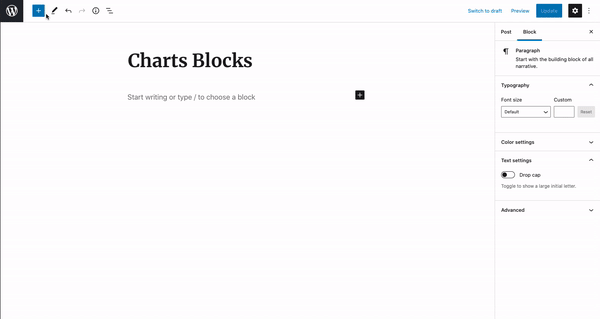 Switch to draft Preview Update
Post Block
Charts Blocks
Start writing or type / to choose a block
Paragraph
Start with the building block of all
narrative.
Typography
Font size Custom
Default Reset
Color settings
Text settings
Drop cap
Toggle to show a large initial letter.
Advanced